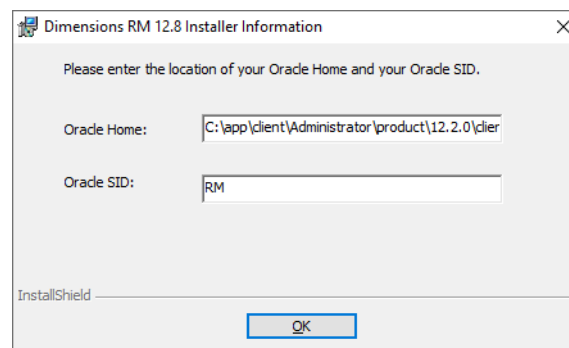 Dimensions RM 12.8 Installer Information
Please enter the location of your Oracle Home and your Oracle SID.
Oracle Home: C:\app\client\Administrator\product\12.2.0\clier
Oracle SID: RM
InstallShield
OK